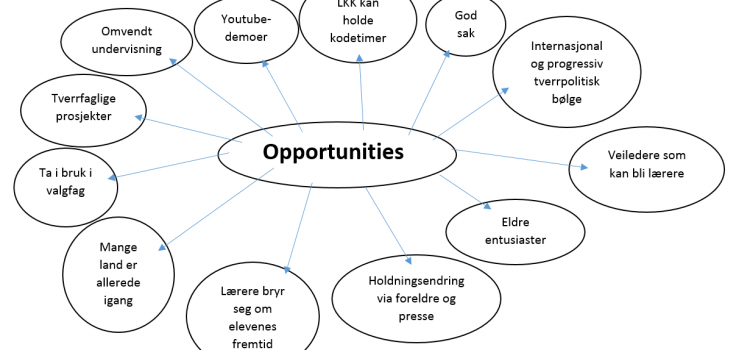 Omvendt
undervisning
Youtube-
demoer
LKK kan
holde
kodetimer
God
sak
Internasjonal
og progressiv
tverrpolitisk
bølge
Tverrfaglige
prosjekter
Opportunities
Veiledere som
kan bli lærere
Ta i bruk i
valgfag
Eldre
entusiaster
Mange
land er
allerede
igang
Lærere bryr
seg om
elevenes
fremtid
Holdningsendring
via foreldre og
presse